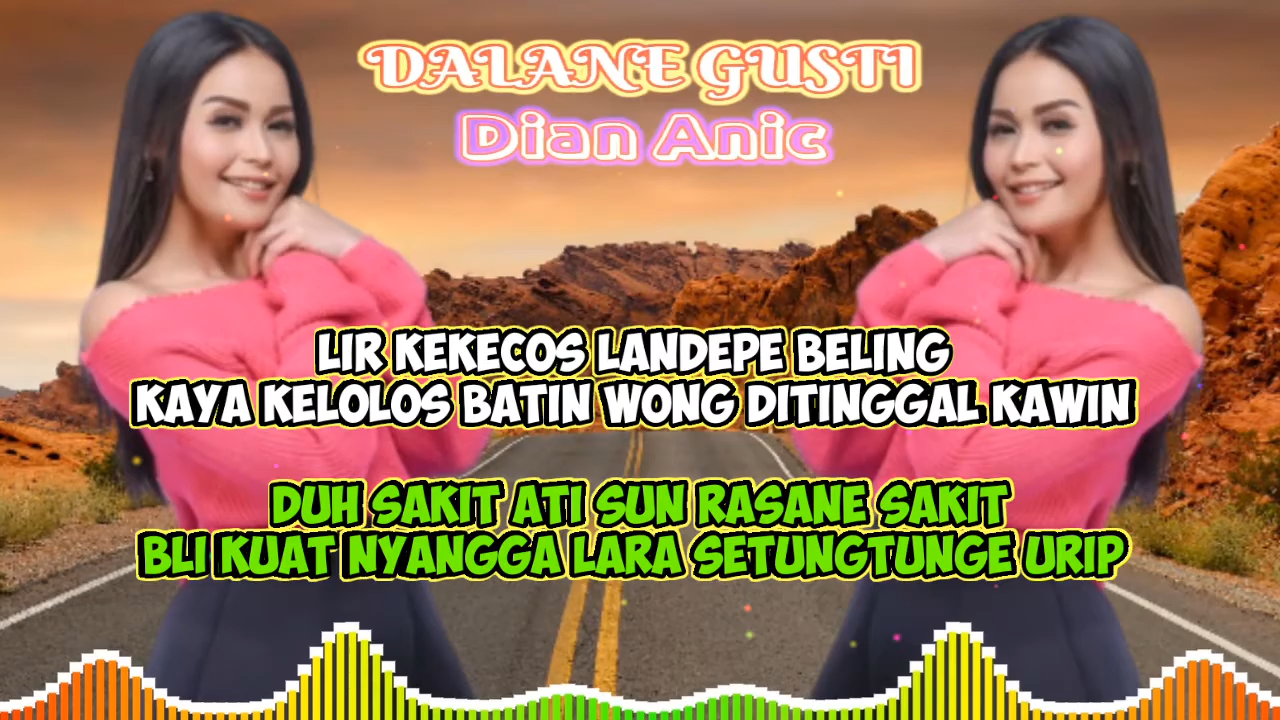 DALANE GUSTI
Dian Anic
LIR KEKECOS LANDEPE BELING
KAYA KELOLOS BATIN WONG DITINGGAL KAWIN
DUH SAKIT ATI SUN RASANE SAKIT
BLI KUAT NYANGGA LARA SETUNGTUNGE URIP